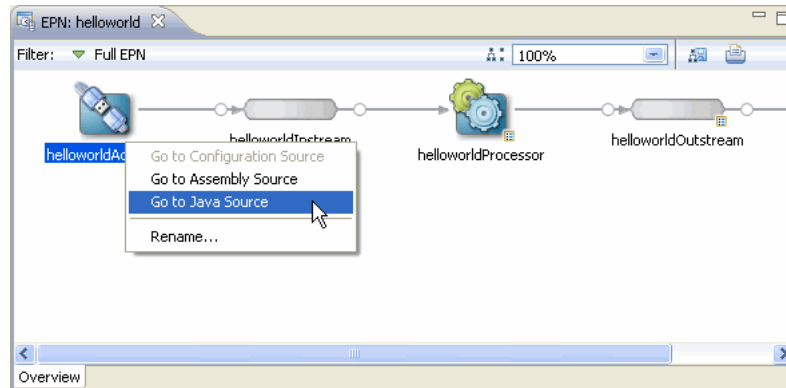 EPN: helloworld
Filter: Full EPN 100%
helloworldInstream
helloworldOutstream
helloworldAd
helloworldProcessor
Go to Configuration Source
Go to Assembly Source
Go to Java Source
Rename...
Overview